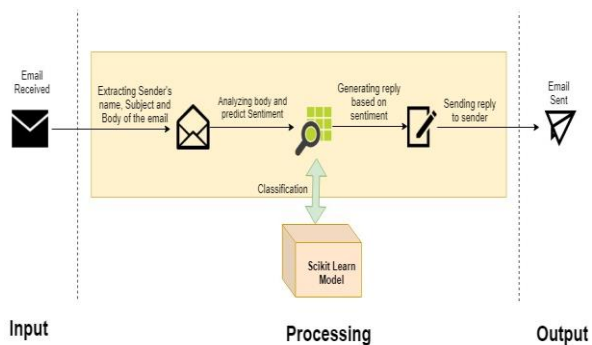 Email
Received
Extracting Sender's
name, Subject and
Body of the email
Analyzing body and
predict Sentiment
Generating reply
based on
sentiment
Sending reply
to sender
Email
Sent
Classification
Scikit Learn
Model
Input
Processing
Output